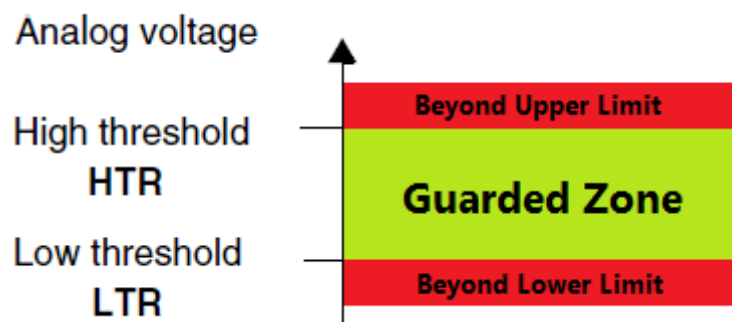 Analog voltage
Beyond Upper Limit
High threshold
HTR
Guarded Zone
Low threshold
Beyond Lower Limit
LTR